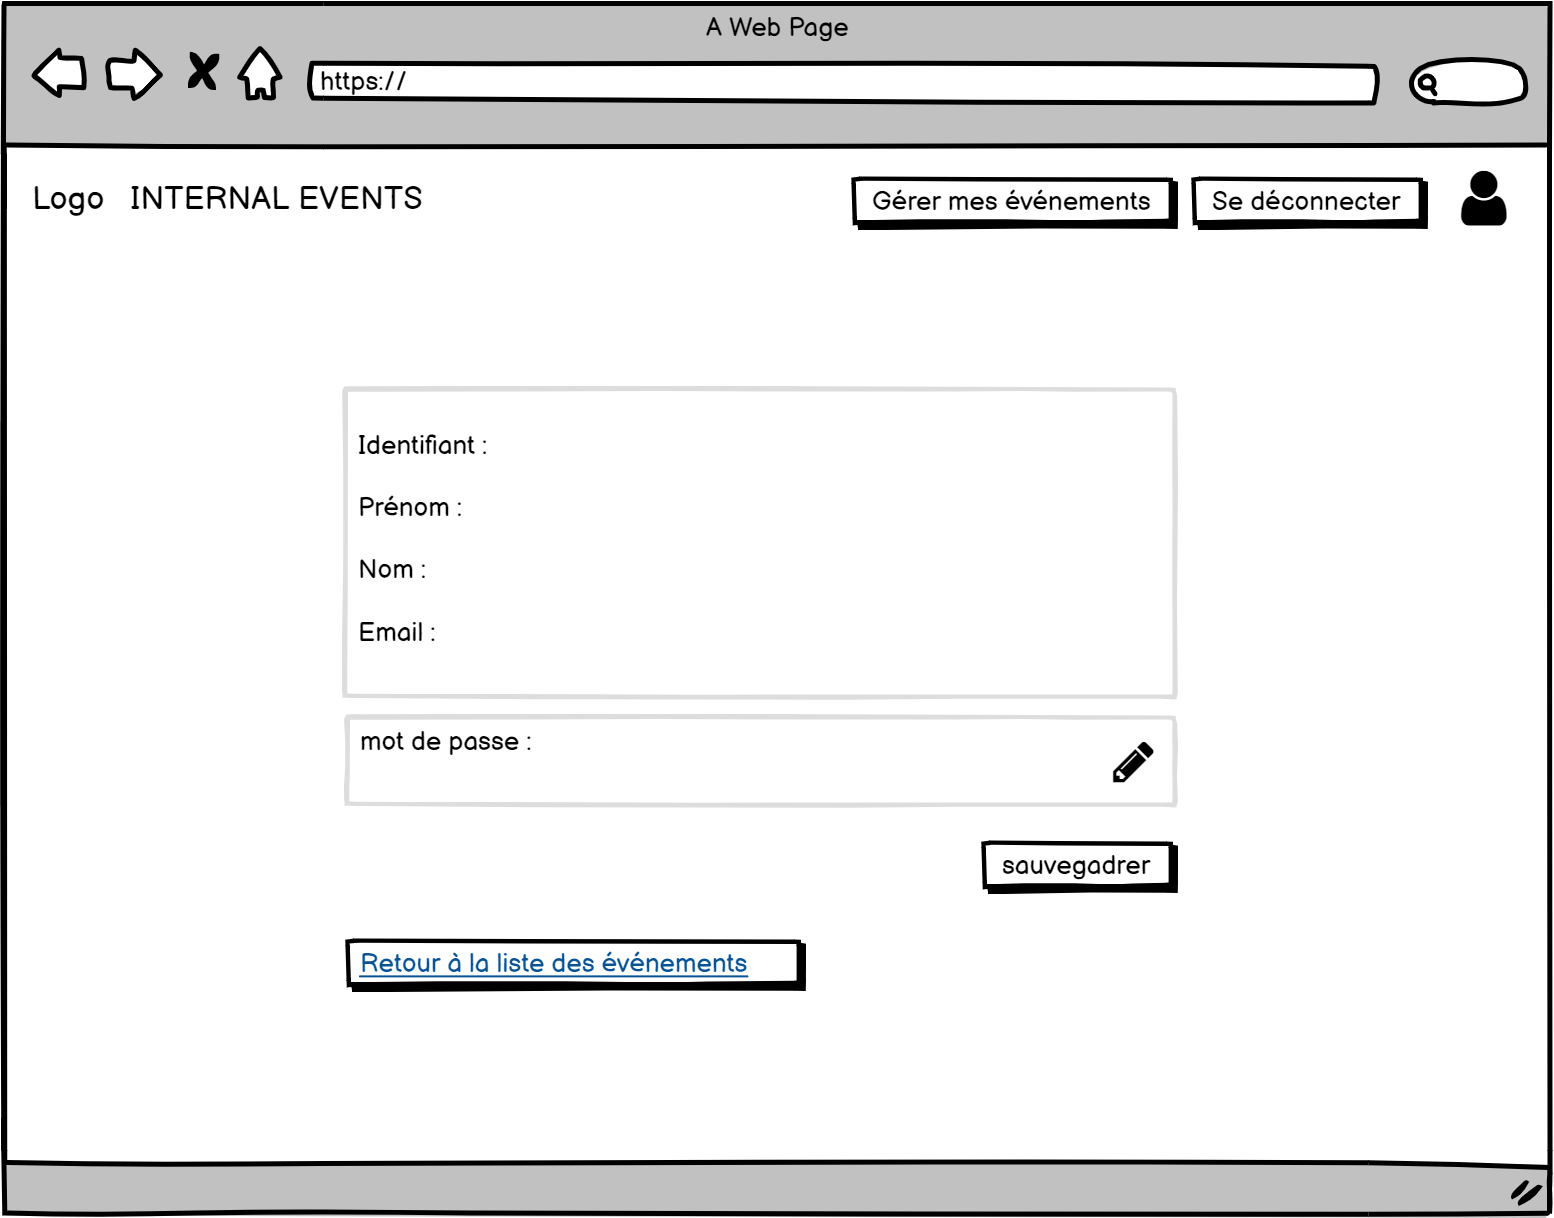 A Web Page
https://
Logo INTERNAL EVENTS
Gérer mes événements
Se déconnecter
Identifiant :
Prénom :
Nom :
Email :
mot de passe :
sauvegadrer
Retour à la liste des événements